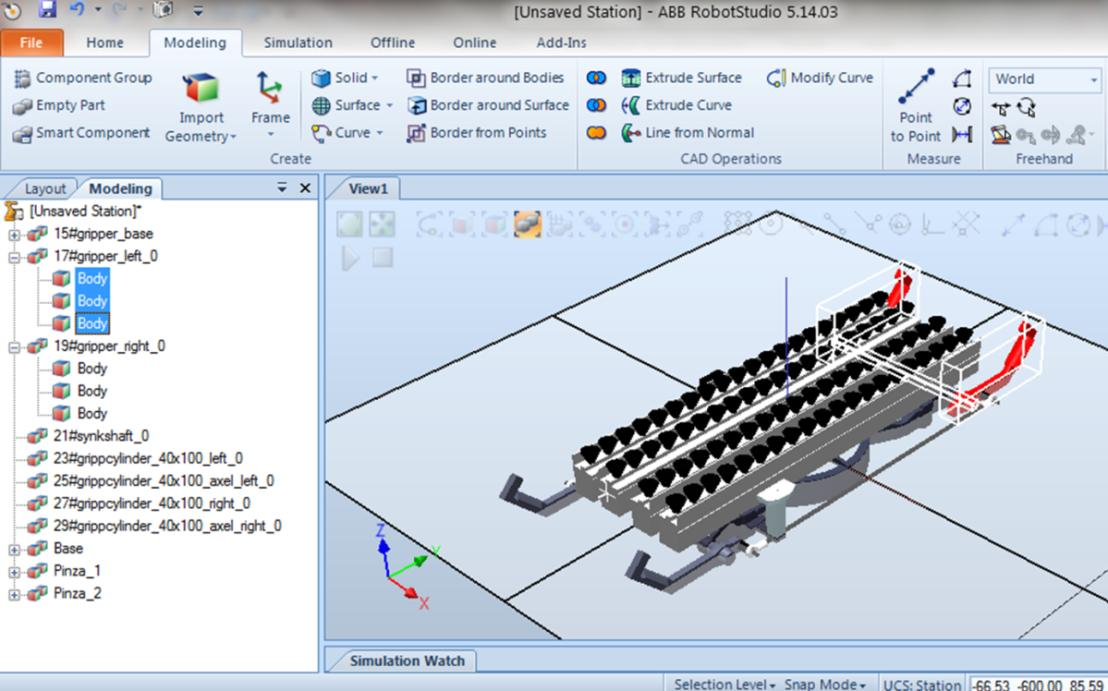 [Unsaved Station] - ABB RobotStudio 5.14.03
File Home Modeling Simulation Offline Online Add-Ins
Component Group
Empty Part
Smart Component
Import
Geometry
Frame
Solid
Surface
Curve
Border around Bodies
Border around Surface
Border from Points
Create
Extrude Surface
Extrude Curve
Line from Normal
Modify Curve
CAD Operations
Point
to Point
Measure
World
Freehand
Layout Modeling
[Unsaved Station]*
15#gripper_base
17#gripper_left_0
Body
Body
Body
19#gripper_right_0
Body
Body
Body
21#synkshaft_0
23#grippcylinder_40x100_left_0
25#grippcylinder_40x100_axel_left_0
27#grippcylinder_40x100_right_0
29#grippcylinder_40x100_axel_right_0
Base
Pinza_1
Pinza_2
View1
Z
Y
X
Simulation Watch
Selection Level Snap Mode UCS: Station -66.53 -600.00 85.59